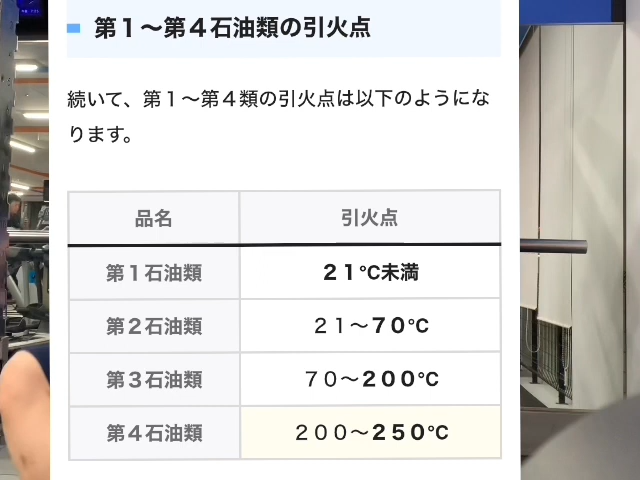 第１～第４石油類の引火点
続いて、第１～第４類の引火点は以下のようにな
ります。
品名 引火点
第１石油類 ２１℃未満
第２石油類 ２１～７０℃
第３石油類 ７０～２００℃
第４石油類 ２００～２５０℃